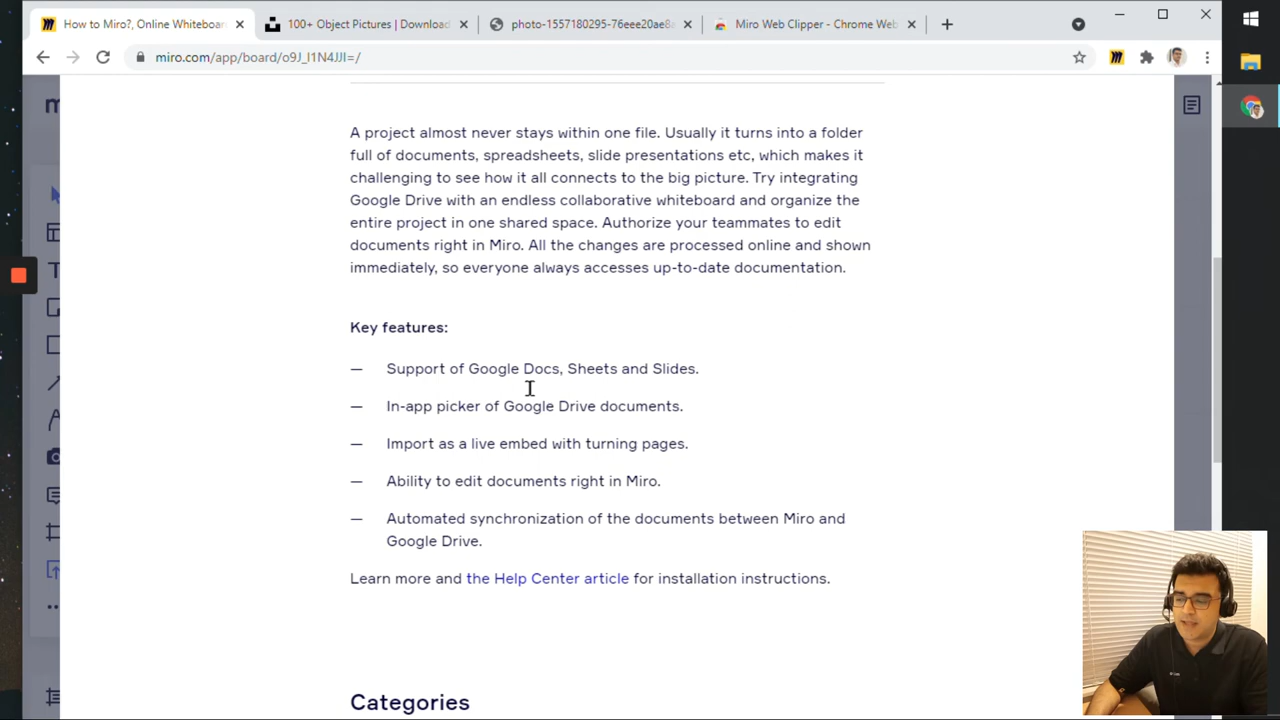 How to Miro?, Online Whiteboar
100+ Object Pictures | Download
photo-1557180295-76eee20ae8a
Miro Web Clipper - Chrome Web
miro.com/app/board/o9J_l1N4JJI=/
m
A project almost never stays within one file. Usually it turns into a folder
full of documents, spreadsheets, slide presentations etc, which makes it
challenging to see how it all connects to the big picture. Try integrating
Google Drive with an endless collaborative whiteboard and organize the
entire project in one shared space. Authorize your teammates to edit
documents right in Miro. All the changes are processed online and shown
immediately, so everyone always accesses up-to-date documentation.
Key features:
— Support of Google Docs, Sheets and Slides.
— In-app picker of Google Drive documents.
— Import as a live embed with turning pages.
— Ability to edit documents right in Miro.
— Automated synchronization of the documents between Miro and
Google Drive.
Learn more and the Help Center article for installation instructions.
Categories